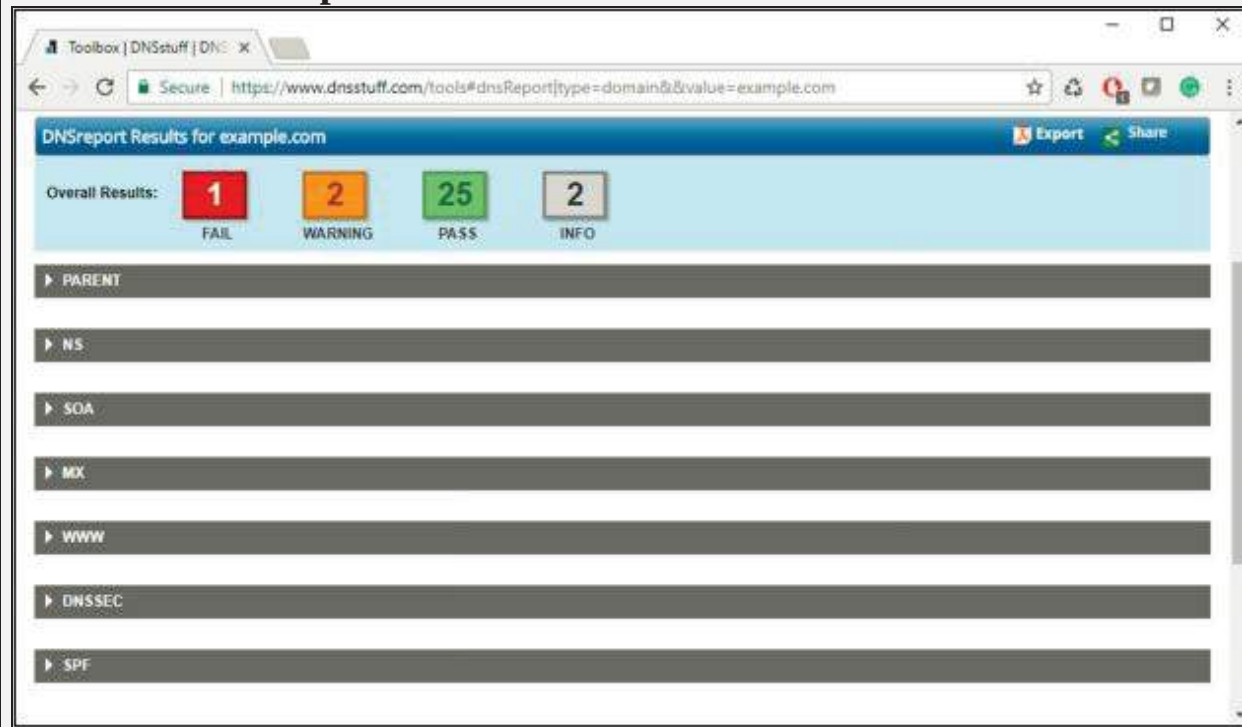 Toolbox | DNSstuff | DNS
Secure | https://www.dnsstuff.com/tools#dnsReport|type=domain&&value=example.com
DNSreport Results for example.com
Export
Share
Overall Results:
1
2
25
2
FAIL
WARNING
PASS
INFO
PARENT
NS
SOA
MX
WWW
DNSSEC
SPF